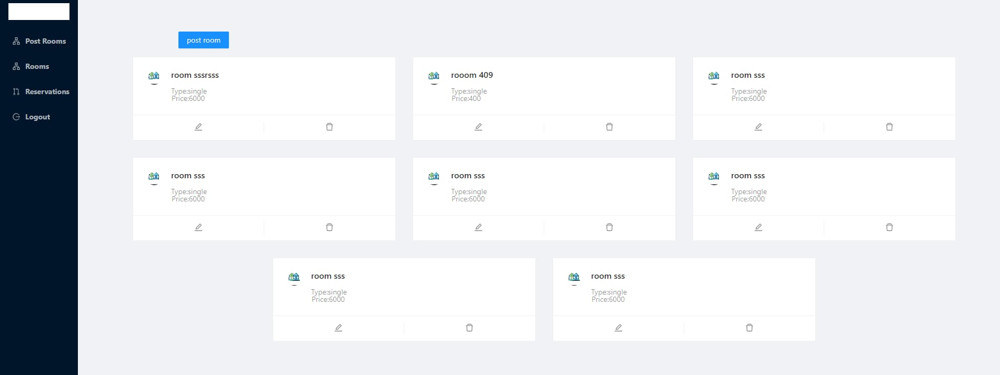 Post Rooms
Rooms
Reservations
Logout
post room
room sssrsss
Type:single
Price:6000
rooom 409
Type:single
Price:400
room sss
Type:single
Price:6000
room sss
Type:single
Price:6000
room sss
Type:single
Price:6000
room sss
Type:single
Price:6000
room sss
Type:single
Price:6000
room sss
Type:single
Price:6000